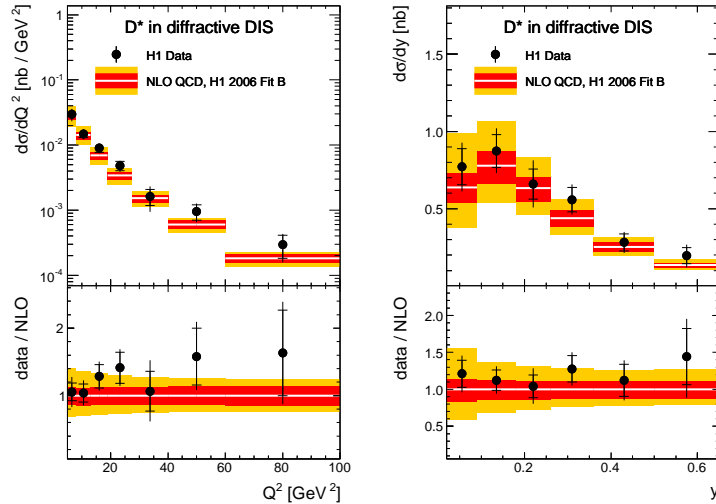 D* in diffractive DIS
H1 Data
NLO QCD, H1 2006 Fit B
dσ/dQ² [nb / GeV²]
10⁻¹
10⁻²
10⁻³
10⁻⁴
data / NLO
2
1
20 40 60 80 100
Q² [GeV²]
D* in diffractive DIS
H1 Data
NLO QCD, H1 2006 Fit B
dσ/dy [nb]
1.5
1.0
0.5
data / NLO
2.0
1.5
1.0
0.5
0.2 0.4 0.6
y